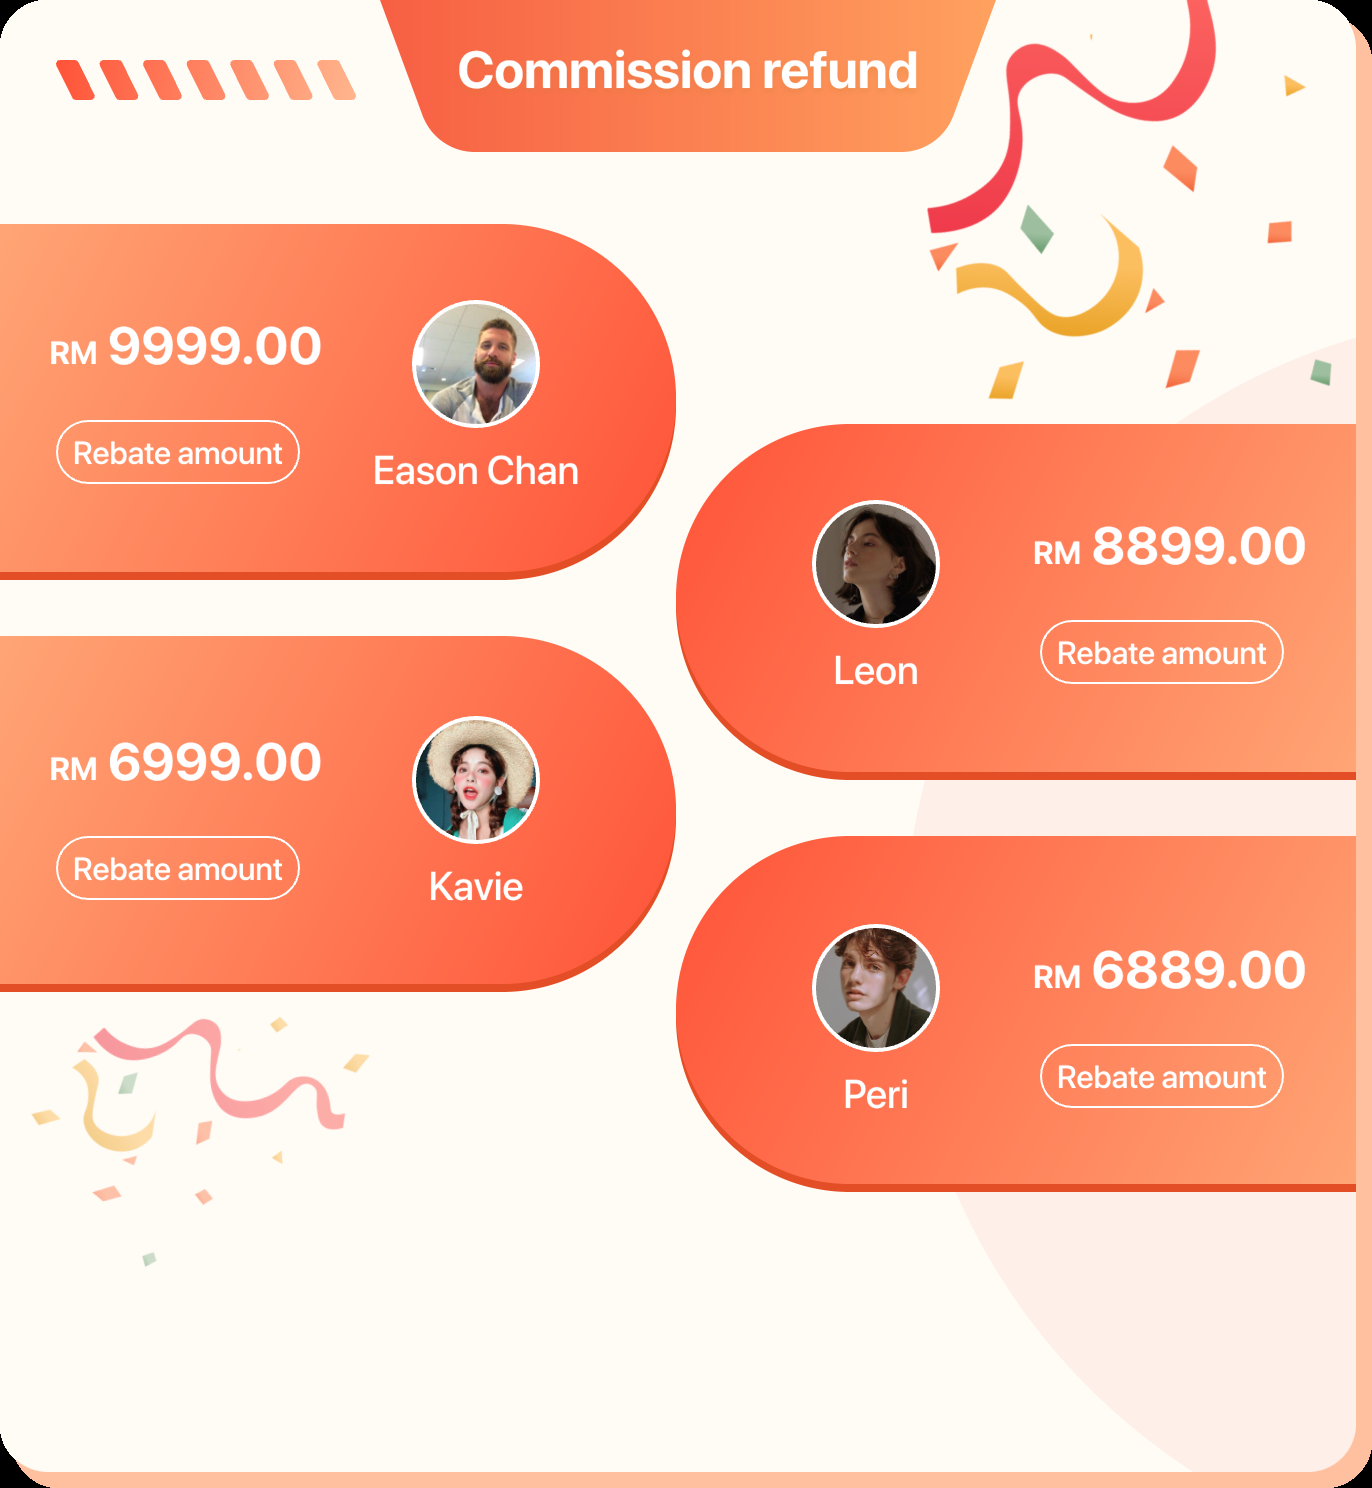 Commission refund
RM 9999.00
Rebate amount
Eason Chan
RM 8899.00
Rebate amount
Leon
RM 6999.00
Rebate amount
Kavie
RM 6889.00
Rebate amount
Peri